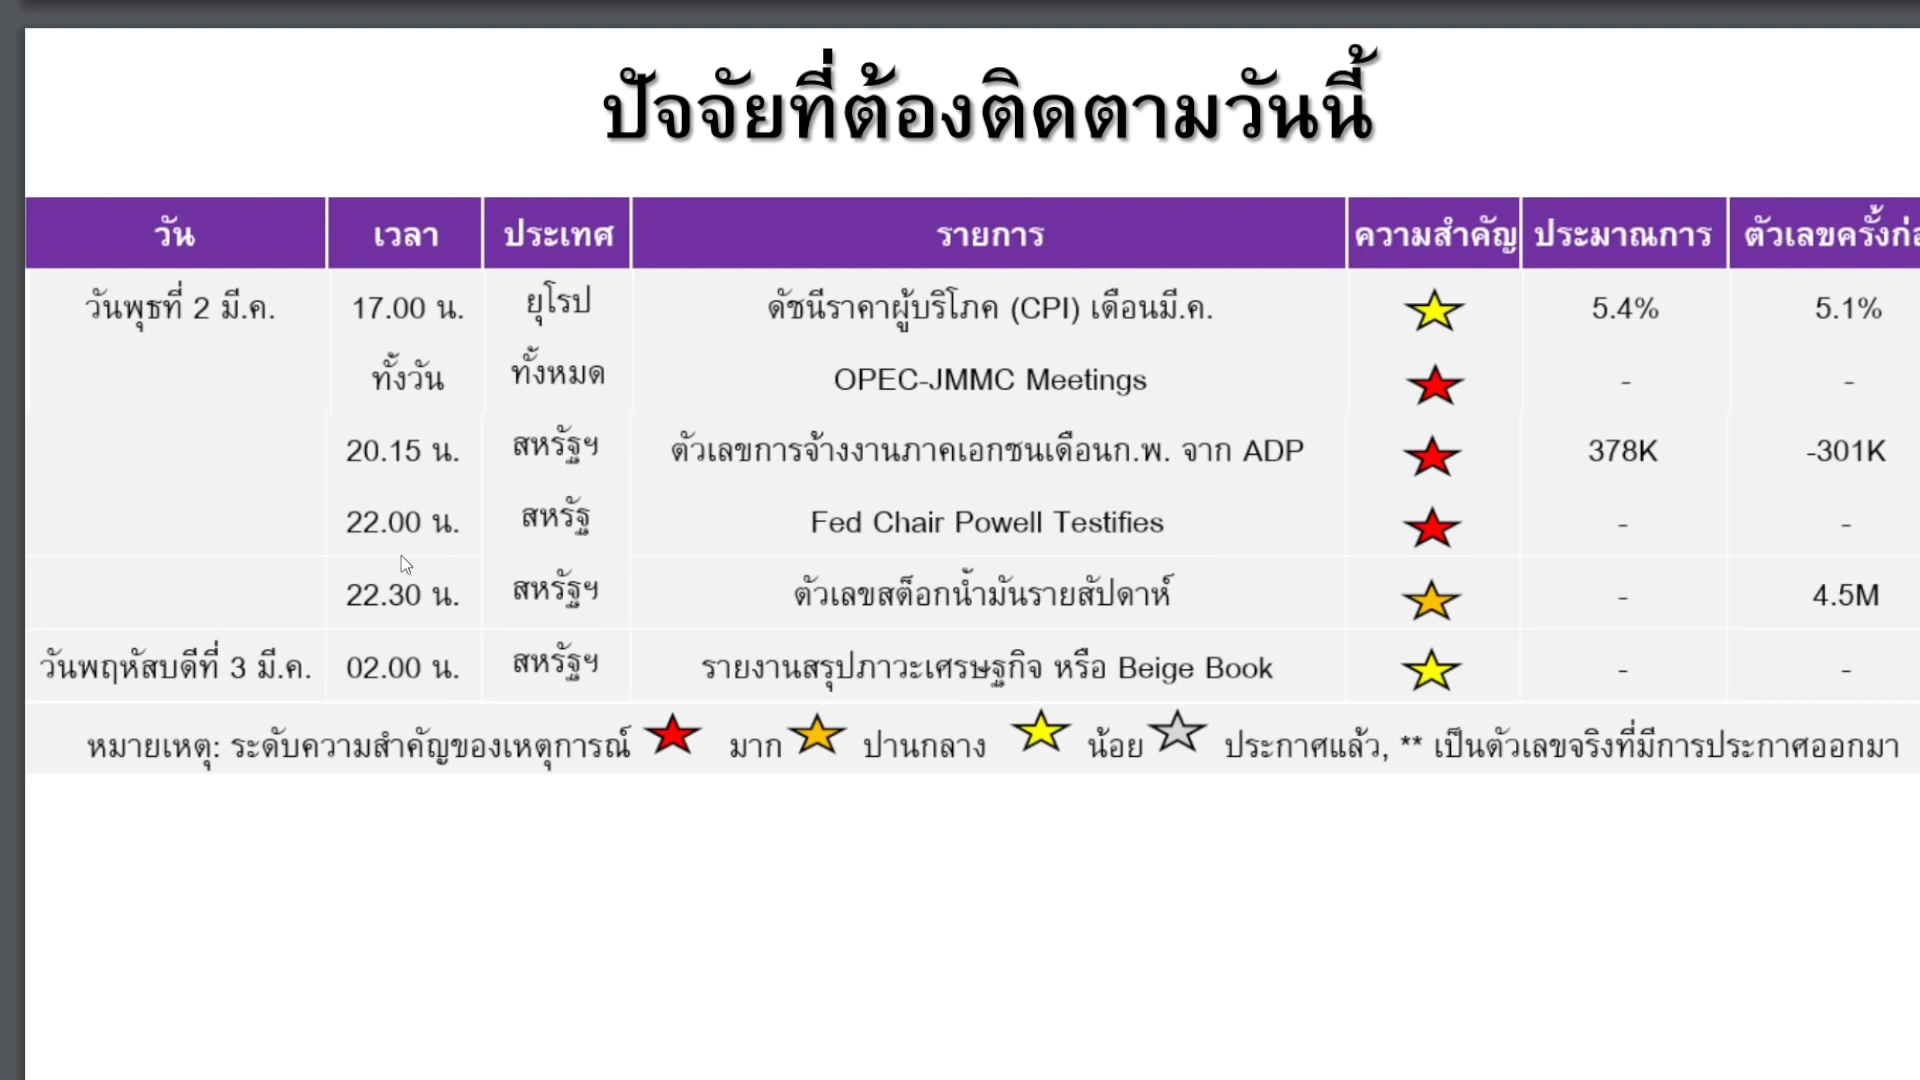 ปัจจัยที่ต้องติดตามวันนี้
วัน เวลา ประเทศ รายการ ความสำคัญ ประมาณการ ตัวเลขครั้งก่อ
วันพุธที่ 2 มี.ค. 17.00 น. ยุโรป ดัชนีราคาผู้บริโภค (CPI) เดือนมี.ค. 5.4% 5.1%
ทั้งวัน ทั้งหมด OPEC-JMMC Meetings - -
20.15 น. สหรัฐฯ ตัวเลขการจ้างงานภาคเอกชนเดือนก.พ. จาก ADP 378K -301K
22.00 น. สหรัฐ Fed Chair Powell Testifies - -
22.30 น. สหรัฐฯ ตัวเลขสต็อกน้ำมันรายสัปดาห์ - 4.5M
วันพฤหัสบดีที่ 3 มี.ค. 02.00 น. สหรัฐฯ รายงานสรุปภาวะเศรษฐกิจ หรือ Beige Book - -
หมายเหตุ: ระดับความสำคัญของเหตุการณ์ มาก ปานกลาง น้อย ประกาศแล้ว, ** เป็นตัวเลขจริงที่มีการประกาศออกมา